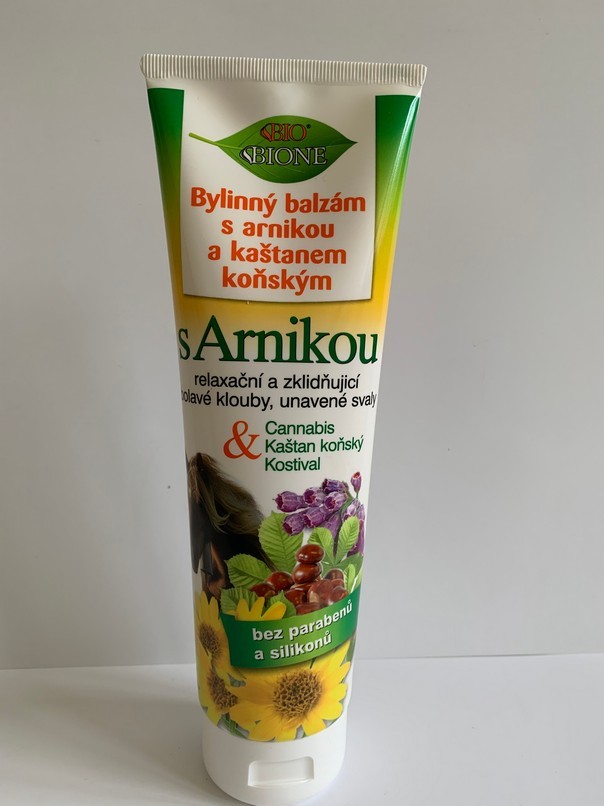 BIO
BIONE
Bylinný balzám
s arnikou
a kaštanem
koňským
s Arnikou
relaxační a zklidňující
klouby, unavené svaly
& Cannabis
Kaštan koňský
Kostival
bez parabenů
a silikonů